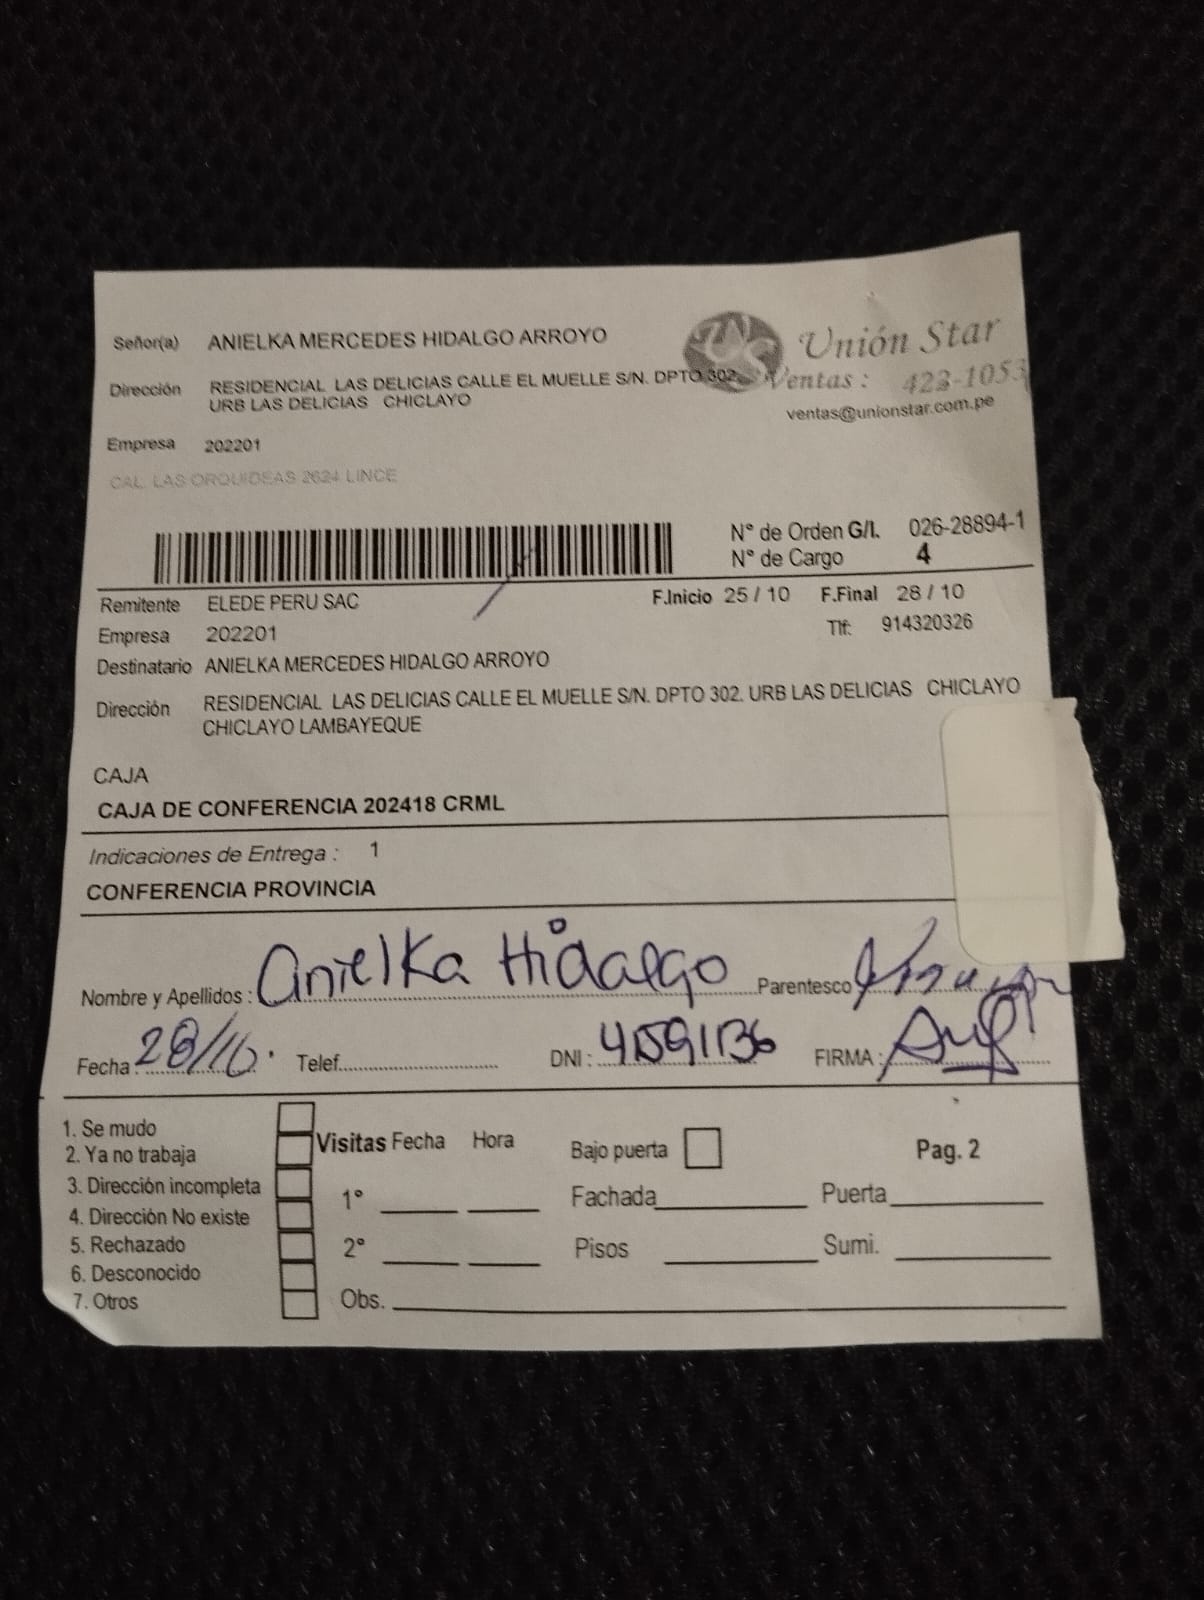 Señor(a) ANIELKA MERCEDES HIDALGO ARROYO
Unión Star
Dirección RESIDENCIAL LAS DELICIAS CALLE EL MUELLE S/N. DPTO 302.
URB LAS DELICIAS CHICLAYO
Ventas : 422-1053
ventas@unionstar.com.pe
Empresa 202201
CAL. LAS ORQUIDEAS 2624 LINCE
N° de Orden G/I. 026-28894-1
N° de Cargo 4
Remitente ELEDE PERU SAC
F.Inicio 25 / 10 F.Final 28 / 10
Empresa 202201
Tlf: 914320326
Destinatario ANIELKA MERCEDES HIDALGO ARROYO
Dirección RESIDENCIAL LAS DELICIAS CALLE EL MUELLE S/N. DPTO 302. URB LAS DELICIAS CHICLAYO
CHICLAYO LAMBAYEQUE
CAJA
CAJA DE CONFERENCIA 202418 CRML
Indicaciones de Entrega : 1
CONFERENCIA PROVINCIA
Nombre y Apellidos : Anielka Hidalgo Parentesco
Fecha : 28/10. Telef. DNI : 41591136 FIRMA :
1. Se mudo
2. Ya no trabaja
3. Dirección incompleta
4. Dirección No existe
5. Rechazado
6. Desconocido
7. Otros
Visitas Fecha Hora
1°
2°
Obs.
Bajo puerta
Pag. 2
Fachada
Puerta
Pisos
Sumi.